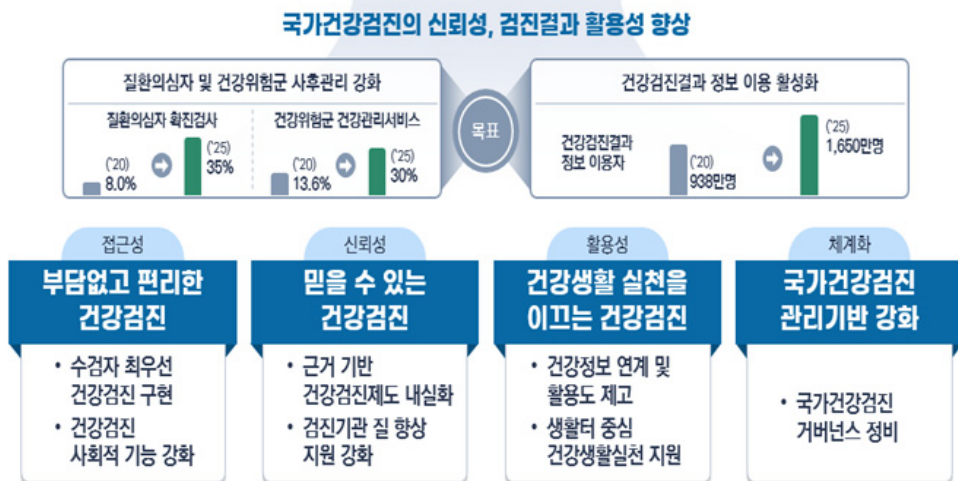 국가건강검진의 신뢰성, 검진결과 활용성 향상
질환의심자 및 건강위험군 사후관리 강화
질환의심자 확진검사
('20)
8.0%
('25)
35%
건강위험군 건강관리서비스
('20)
13.6%
('25)
30%
목표
건강검진결과 정보 이용 활성화
건강검진결과
정보 이용자
('20)
938만명
('25)
1,650만명
접근성
부담없고 편리한
건강검진
• 수검자 최우선
건강검진 구현
• 건강검진
사회적 기능 강화
신뢰성
믿을 수 있는
건강검진
• 근거 기반
건강검진제도 내실화
• 검진기관 질 향상
지원 강화
활용성
건강생활 실천을
이끄는 건강검진
• 건강정보 연계 및
활용도 제고
• 생활터 중심
건강생활실천 지원
체계화
국가건강검진
관리기반 강화
• 국가건강검진
거버넌스 정비